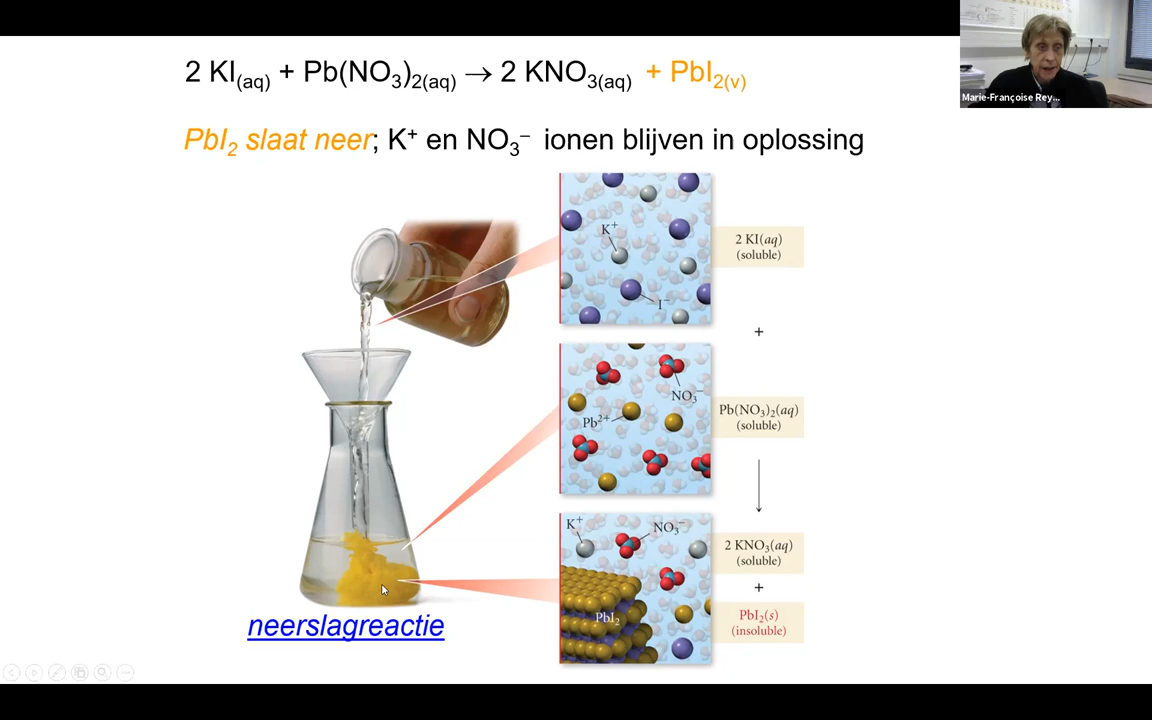 2 KI(aq) + Pb(NO3)2(aq) → 2 KNO3(aq) + PbI2(v)
Marie-Françoise Rey...
PbI2 slaat neer; K+ en NO3– ionen blijven in oplossing
K+
I–
2 KI(aq)
(soluble)
+
NO3–
Pb2+
Pb(NO3)2(aq)
(soluble)
K+
NO3–
PbI2
2 KNO3(aq)
(soluble)
+
PbI2(s)
(insoluble)
neerslagreactie